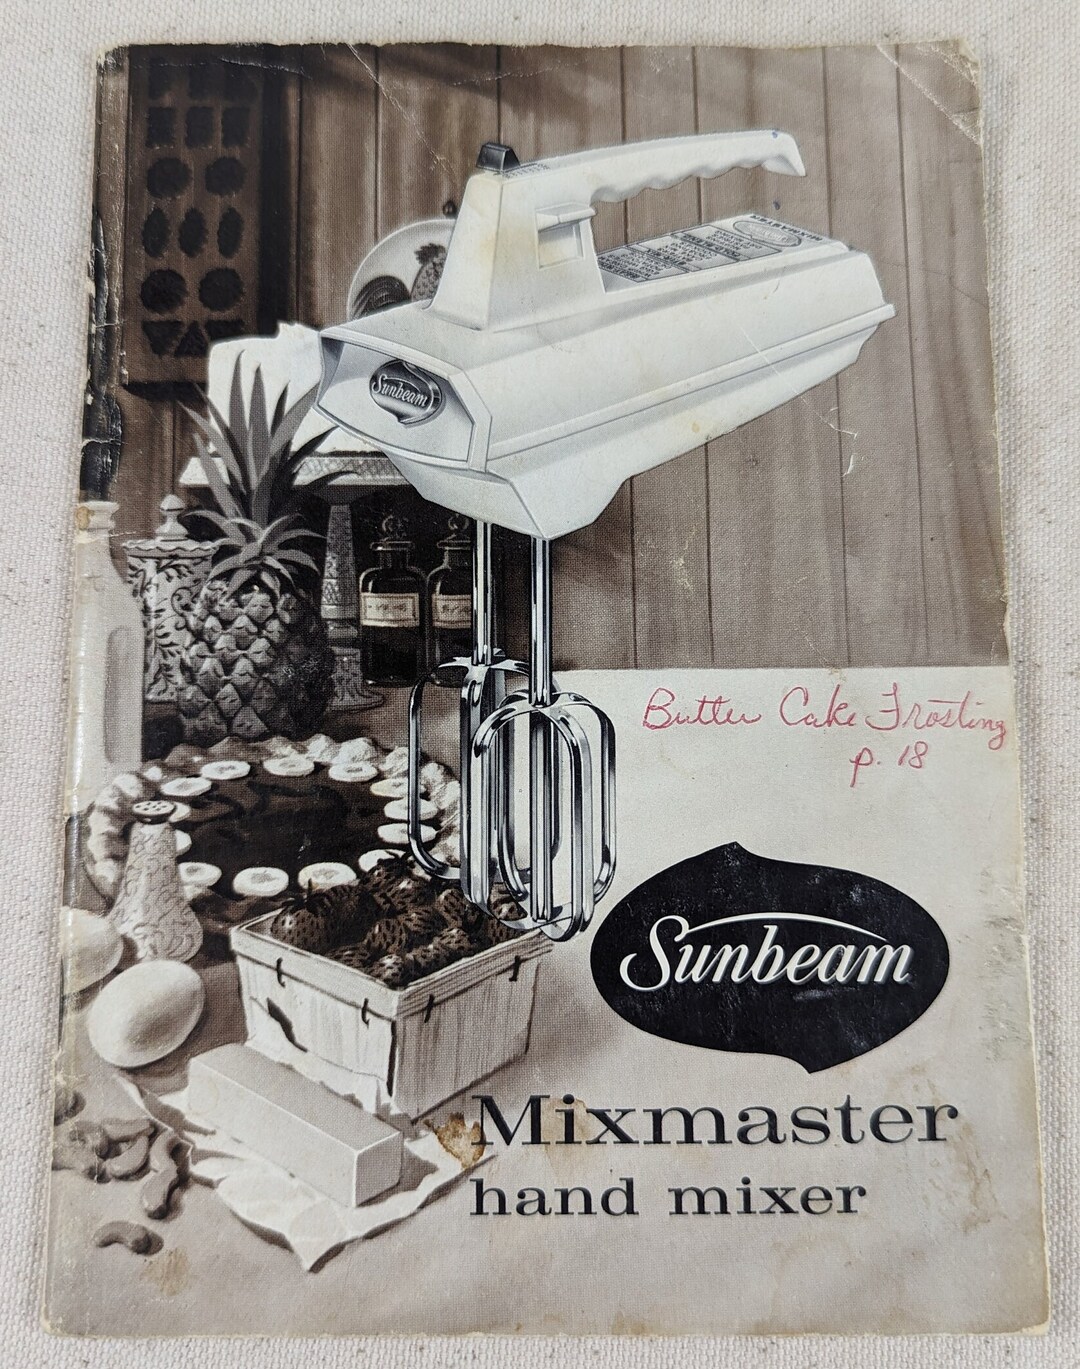 Sunbeam
Butter Cake Frosting
p. 18
Sunbeam
Mixmaster
hand mixer